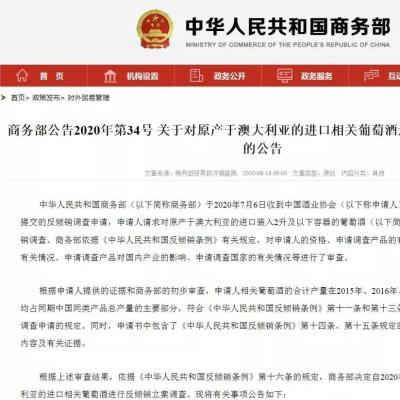 中华人民共和国商务部
MINISTRY OF COMMERCE OF THE PEOPLE'S REPUBLIC OF CHINA
首页 机构设置 政务公开 政务服务
首页> 政策发布> 对外贸易管理
商务部公告2020年第34号 关于对原产于澳大利亚的进口相关葡萄酒
的公告
文章来源：商务部贸易救济调查局 2020-08-18 09:00 文章类型：原创 内容分类：其他
中华人民共和国商务部（以下简称商务部）于2020年7月6日收到中国酒业协会（以下称申请人
提交的反倾销调查申请，申请人请求对原产于澳大利亚的进口装入2升及以下容器的葡萄酒（以下简
销调查。商务部依据《中华人民共和国反倾销条例》有关规定，对申请人的资格、申请调查产品的有
有关情况、申请调查产品对国内产业的影响、申请调查国家的有关情况等进行了审查。
根据申请人提供的证据和商务部的初步审查，申请人相关葡萄酒的合计产量在2015年、2016年、
均占同期中国同类产品总产量的主要部分，符合《中华人民共和国反倾销条例》第十一条和第十三条
调查申请的规定。同时，申请书中包含了《中华人民共和国反倾销条例》第十四条、第十五条规定的
内容及有关证据。
根据上述审查结果，依据《中华人民共和国反倾销条例》第十六条的规定，商务部决定自2020年
利亚的进口相关葡萄酒进行反倾销立案调查。现将有关事项公告如下：